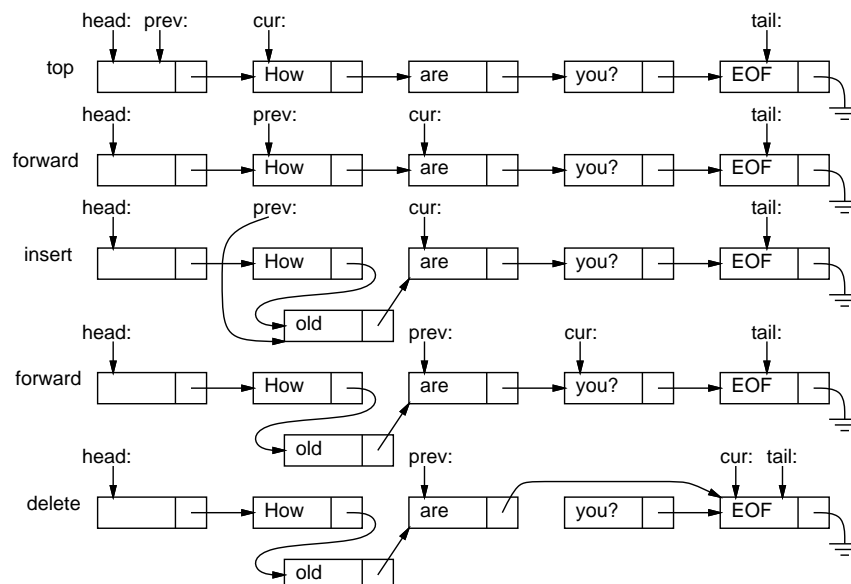 head: prev: cur: tail:
top How are you? EOF
head: prev: cur: tail:
forward How are you? EOF
head: prev: cur: tail:
insert How are you? EOF
old
head: prev: cur: tail:
forward How are you? EOF
old
head: prev: cur: tail:
delete How are you? EOF
old